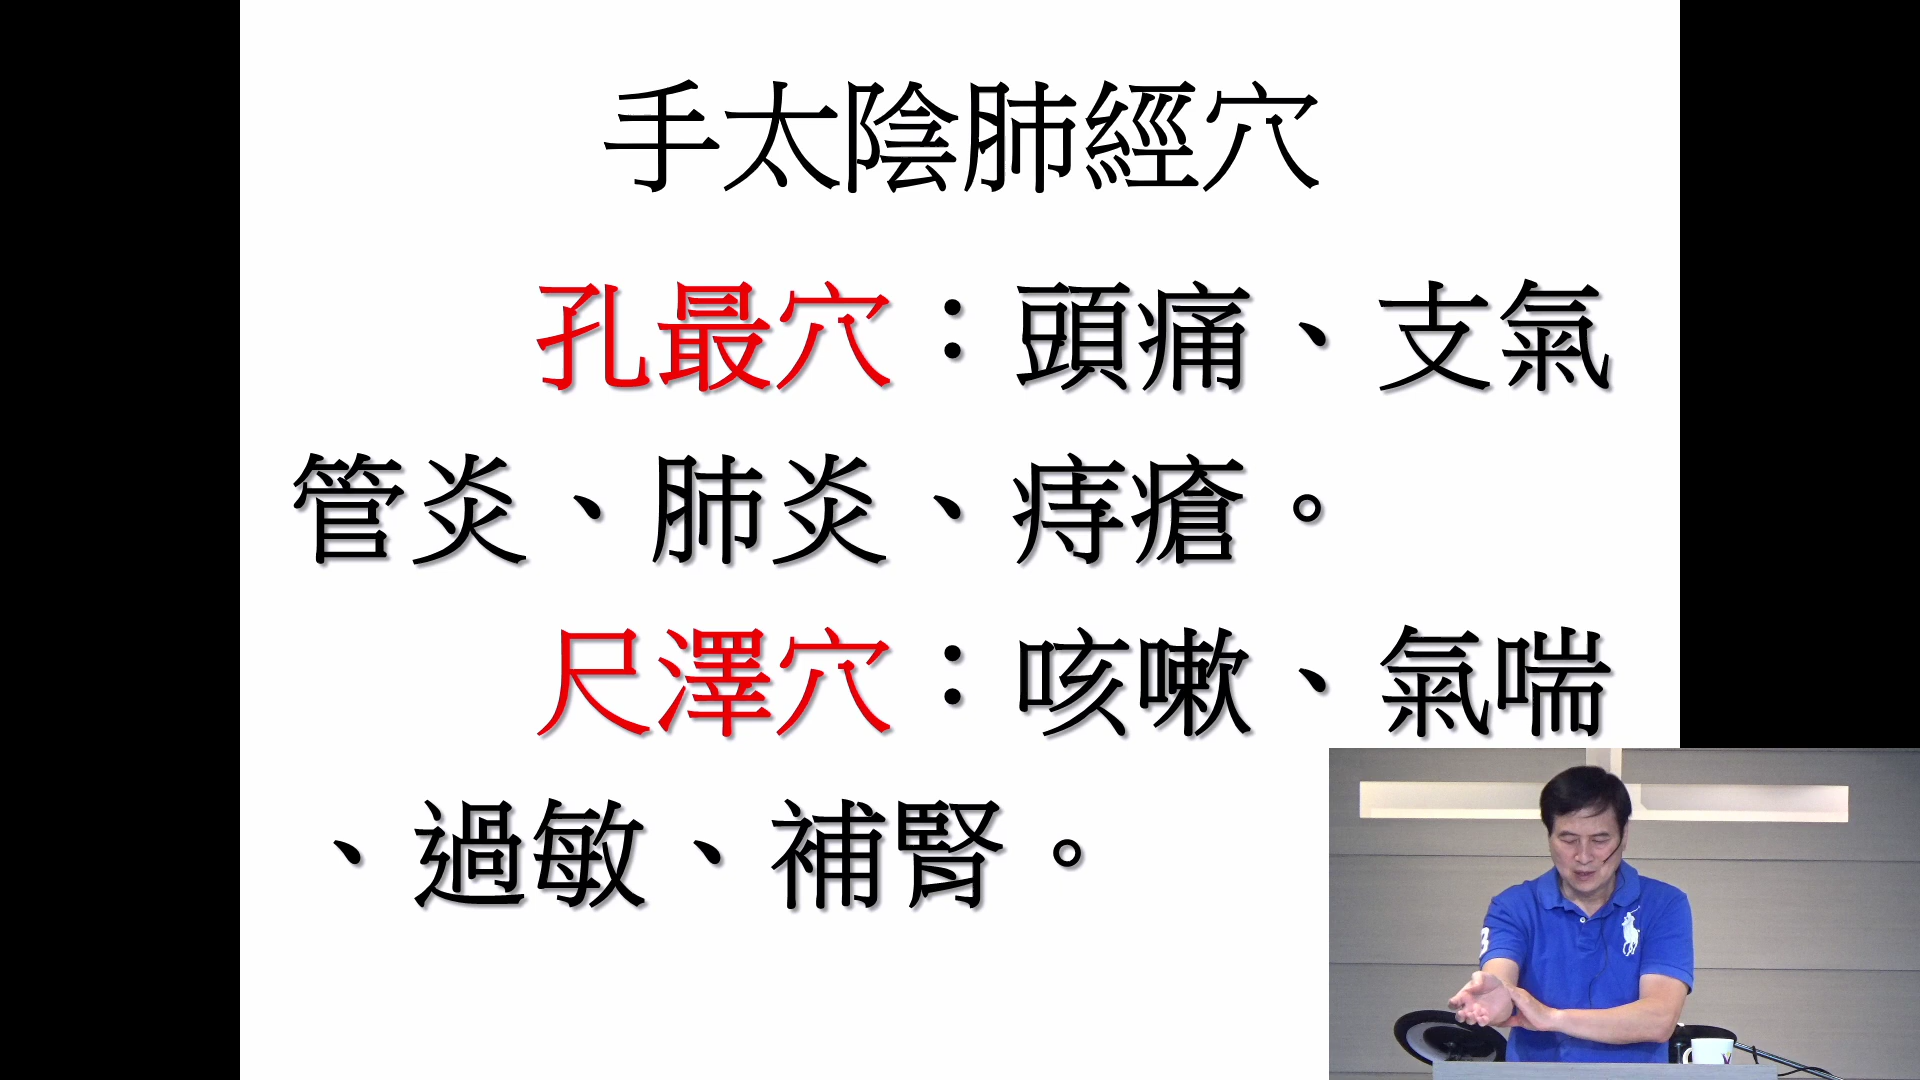 手太陰肺經穴
孔最穴：頭痛、支氣
管炎、肺炎、痔瘡。
尺澤穴：咳嗽、氣喘
、過敏、補腎。
3